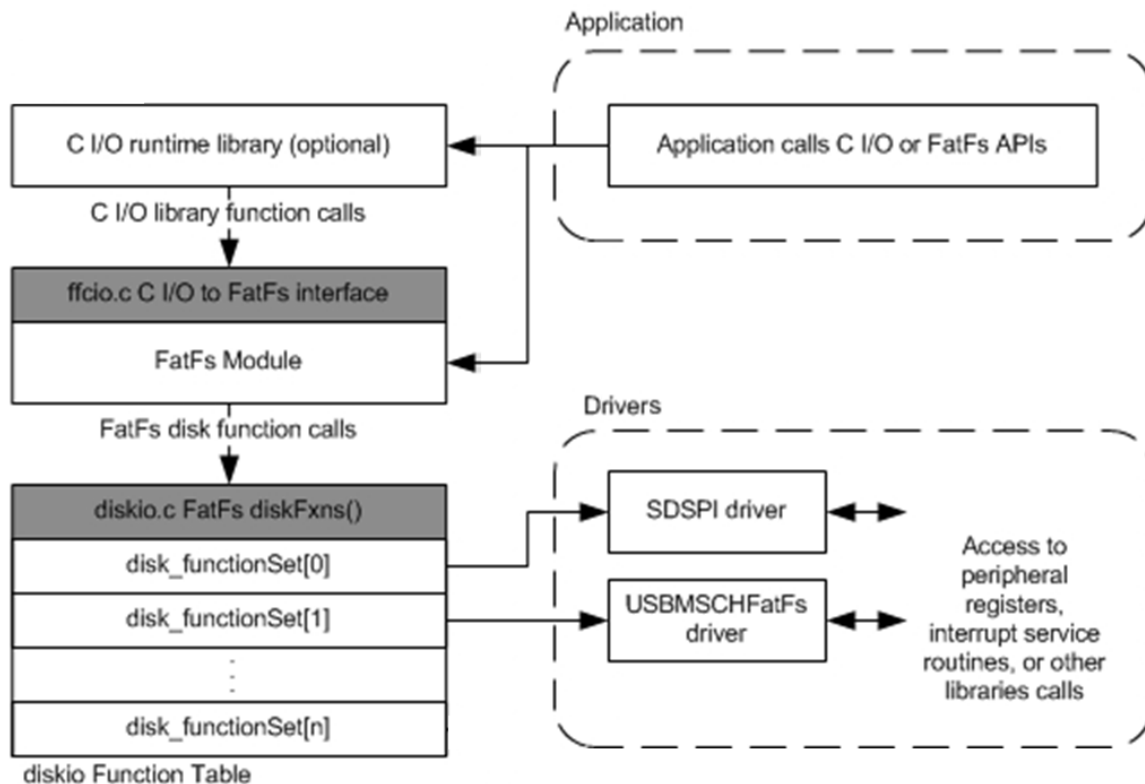 Application
C I/O runtime library (optional)
Application calls C I/O or FatFs APIs
C I/O library function calls
ffcio.c C I/O to FatFs interface
FatFs Module
FatFs disk function calls
Drivers
diskio.c FatFs diskFxns()
disk_functionSet[0]
disk_functionSet[1]
disk_functionSet[n]
diskio Function Table
SDSPI driver
USBMSCHFatFs
driver
Access to
peripheral
registers,
interrupt service
routines, or other
libraries calls